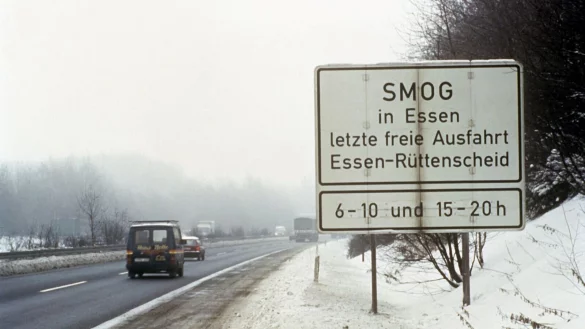 SMOG
in Essen
letzte freie Ausfahrt
Essen-Rüttenscheid
6-10 und 15-20 h